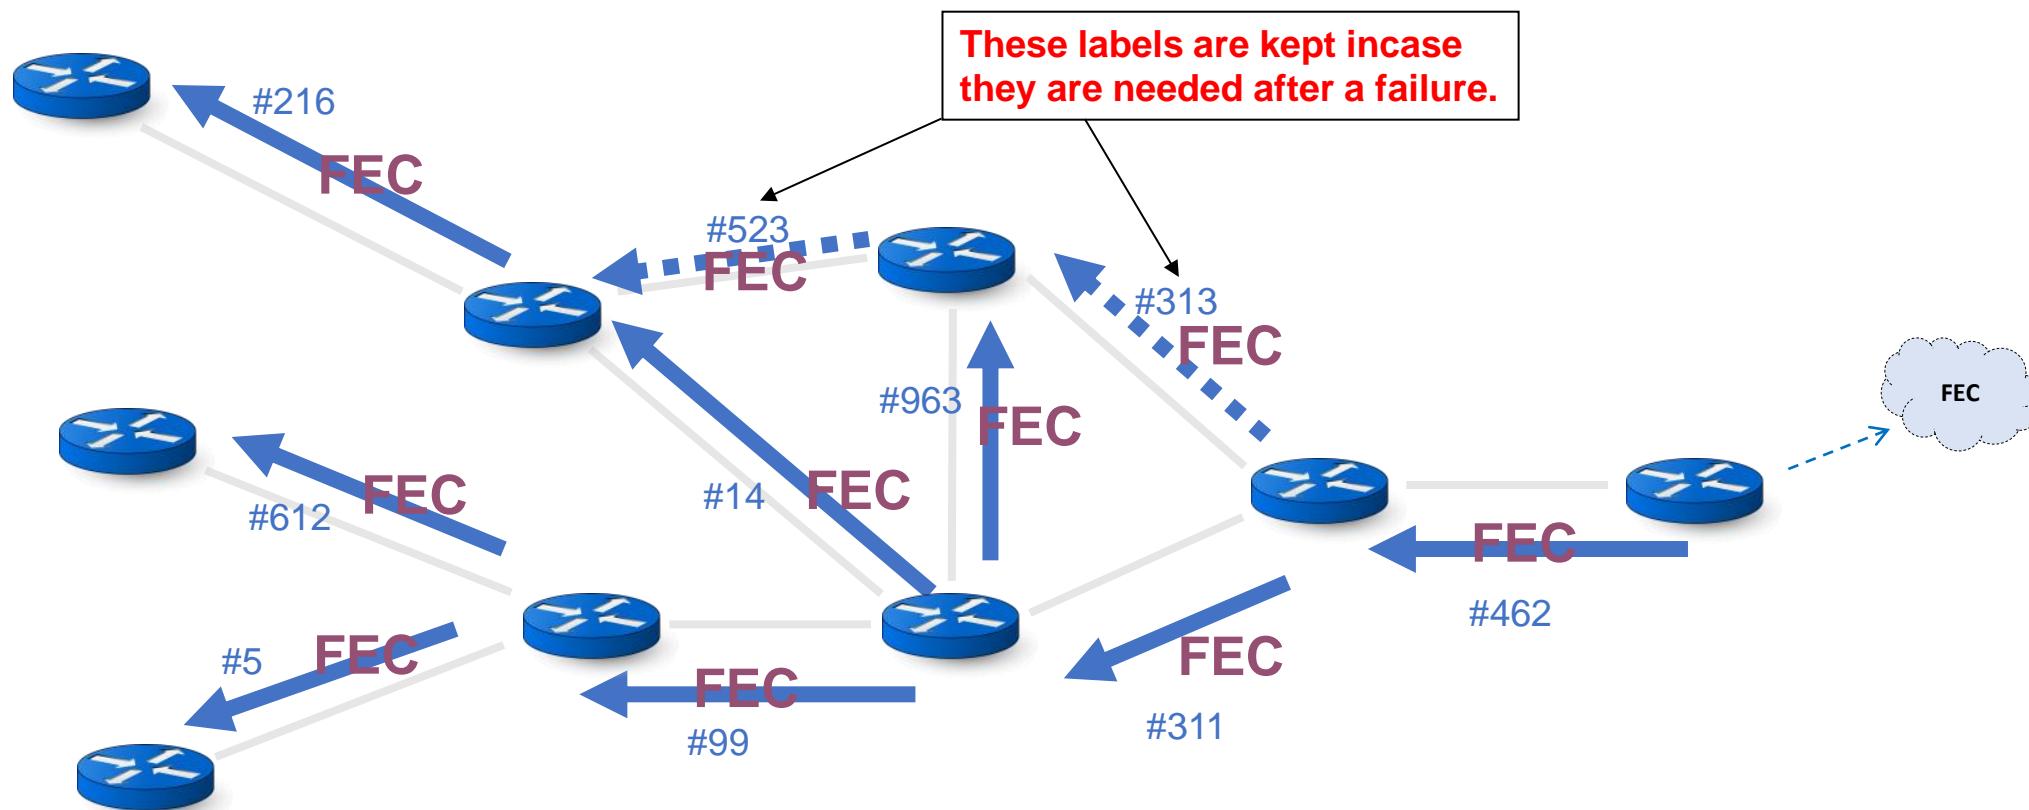 These labels are kept incase
they are needed after a failure.
#216
FEC
#523
FEC
#313
FEC
#963
FEC
FEC
#14
FEC
#612
FEC
#5
FEC
#99
FEC
#311
FEC
#462
FEC